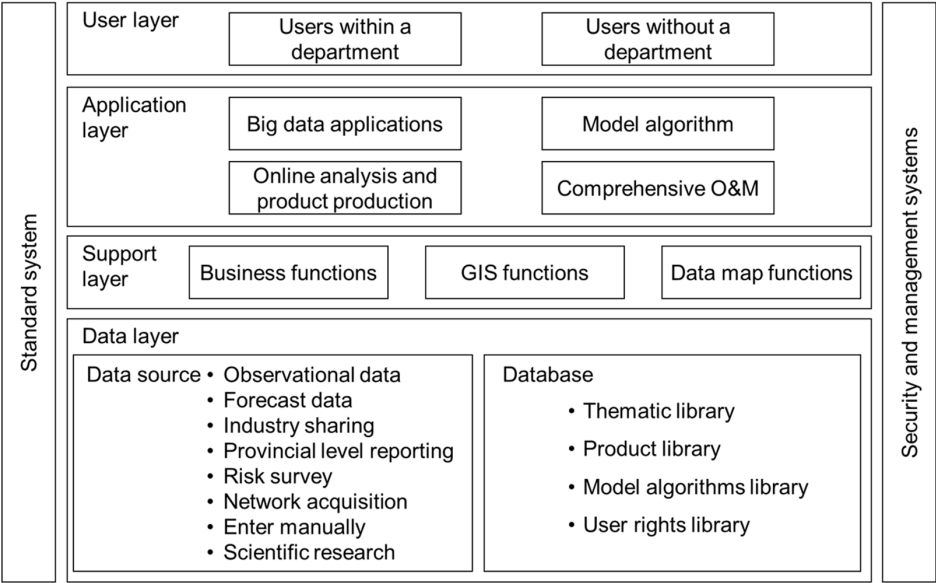 Standard system
User layer
Users within a
department
Users without a
department
Application
layer
Big data applications
Model algorithm
Online analysis and
product production
Comprehensive O&M
Support
layer
Business functions
GIS functions
Data map functions
Data layer
Data source
• Observational data
• Forecast data
• Industry sharing
• Provincial level reporting
• Risk survey
• Network acquisition
• Enter manually
• Scientific research
Database
• Thematic library
• Product library
• Model algorithms library
• User rights library
Security and management systems